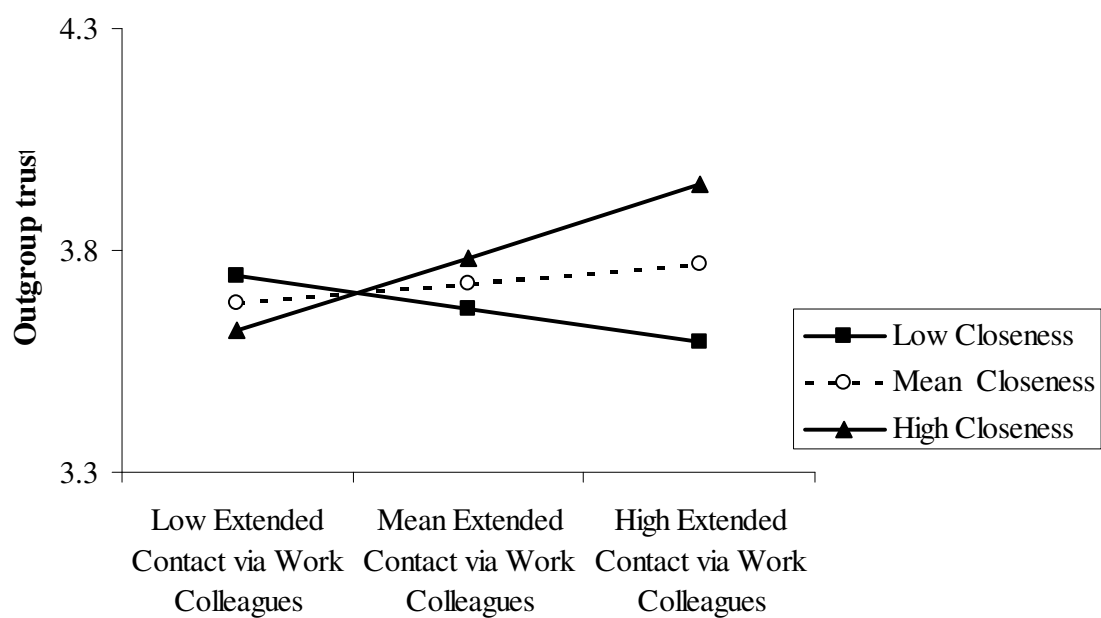 4.3
3.8
3.3
Outgroup trust
Low Extended
Contact via Work
Colleagues
Mean Extended
Contact via Work
Colleagues
High Extended
Contact via Work
Colleagues
Low Closeness
Mean Closeness
High Closeness